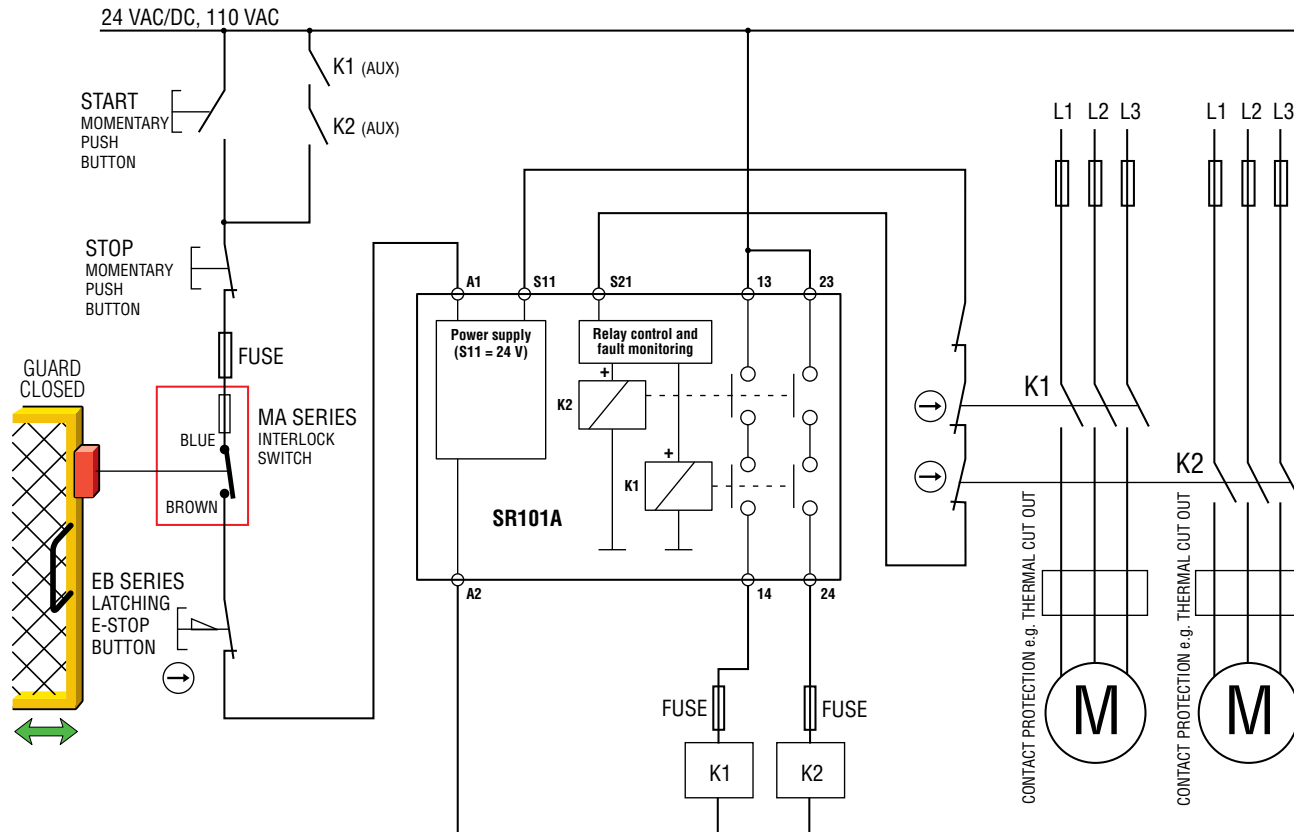 24 VAC/DC, 110 VAC
K1 (AUX)
START
MOMENTARY
PUSH
BUTTON
K2 (AUX)
L1 L2 L3
L1 L2 L3
STOP
MOMENTARY
PUSH
BUTTON
A1
S11
S21
13
23
Power supply
(S11 = 24 V)
Relay control and
fault monitoring
FUSE
GUARD
CLOSED
MA SERIES
INTERLOCK
SWITCH
BLUE
BROWN
+
K2
+
K1
SR101A
K1
K2
EB SERIES
LATCHING
E-STOP
BUTTON
A2
14
24
CONTACT PROTECTION e.g. THERMAL CUT OUT
CONTACT PROTECTION e.g. THERMAL CUT OUT
M
M
FUSE
FUSE
K1
K2